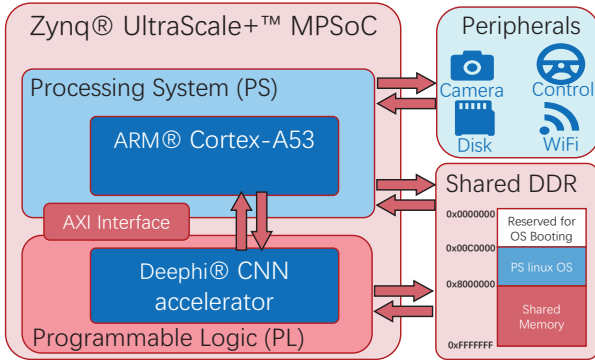 Zynq® UltraScale+™ MPSoC
Processing System (PS)
ARM® Cortex-A53
AXI Interface
Deephi® CNN
accelerator
Programmable Logic (PL)
Peripherals
Camera
Control
Disk
WiFi
Shared DDR
0x0000000
Reserved for
OS Booting
0x00C0000
PS linux OS
0x8000000
Shared
Memory
0xFFFFFFF